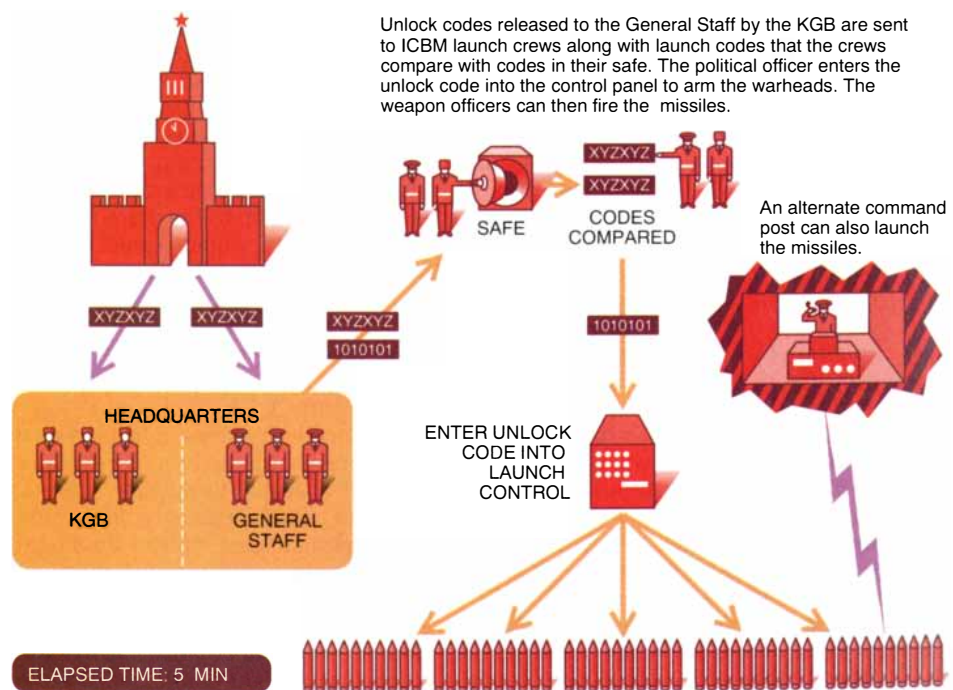 Unlock codes released to the General Staff by the KGB are sent
to ICBM launch crews along with launch codes that the crews
compare with codes in their safe. The political officer enters the
unlock code into the control panel to arm the warheads. The
weapon officers can then fire the missiles.
XYZXYZ
XYZXYZ
SAFE
CODES
COMPARED
An alternate command
post can also launch
the missiles.
XYZXYZ
XYZXYZ
XYZXYZ
1010101
1010101
HEADQUARTERS
KGB
GENERAL
STAFF
ENTER UNLOCK
CODE INTO
LAUNCH
CONTROL
ELAPSED TIME: 5 MIN